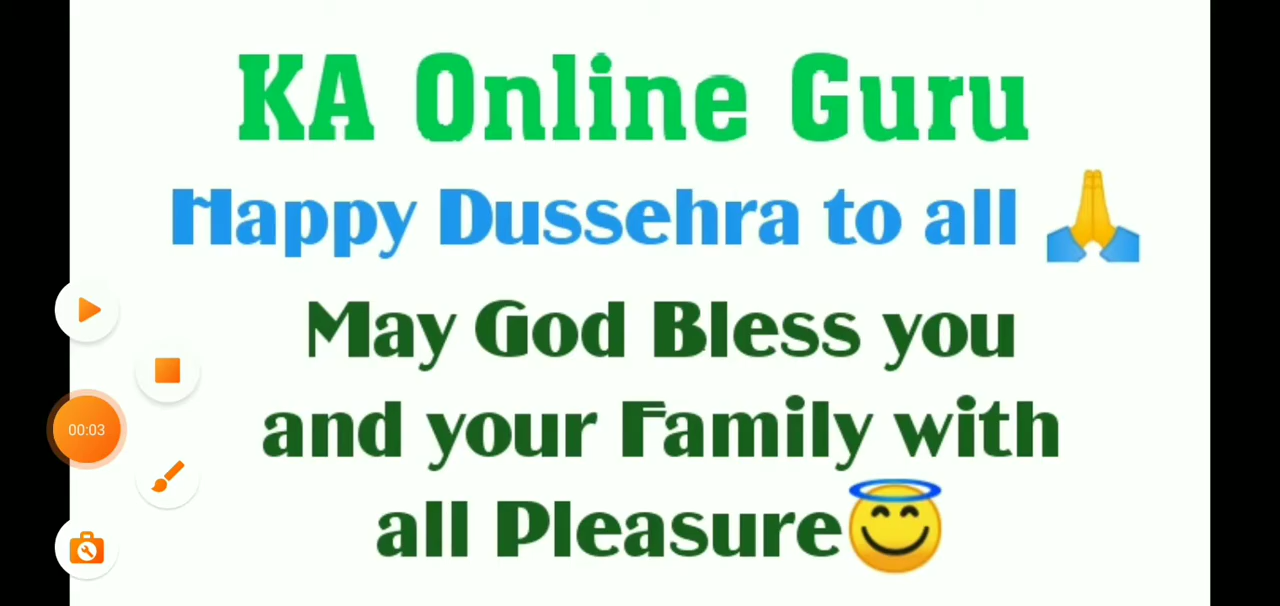 KA Online Guru
Happy Dussehra to all 🙏
May God Bless you
and your Family with
all Pleasure😇
00:03